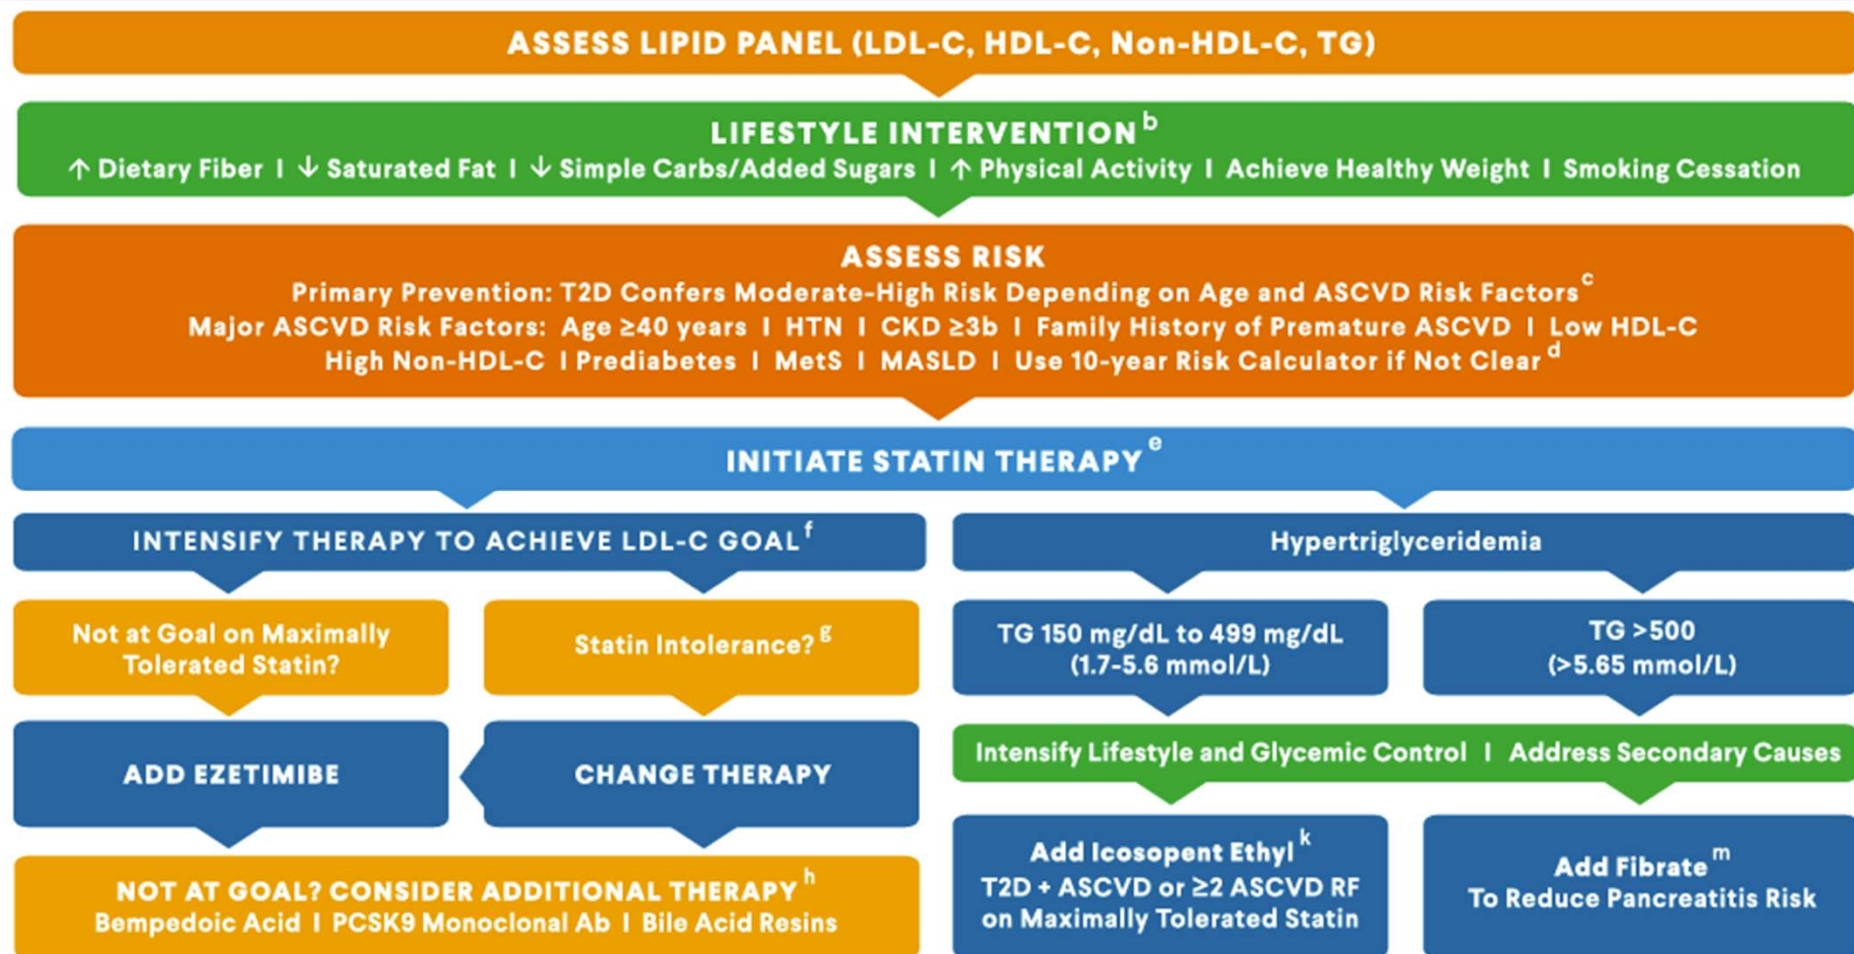 ASSESS LIPID PANEL (LDL-C, HDL-C, Non-HDL-C, TG)
LIFESTYLE INTERVENTION b
↑ Dietary Fiber I ↓ Saturated Fat I ↓ Simple Carbs/Added Sugars I ↑ Physical Activity I Achieve Healthy Weight I Smoking Cessation
ASSESS RISK
Primary Prevention: T2D Confers Moderate-High Risk Depending on Age and ASCVD Risk Factors c
Major ASCVD Risk Factors: Age ≥40 years I HTN I CKD ≥3b I Family History of Premature ASCVD I Low HDL-C
High Non-HDL-C I Prediabetes I MetS I MASLD I Use 10-year Risk Calculator if Not Clear d
INITIATE STATIN THERAPY e
INTENSIFY THERAPY TO ACHIEVE LDL-C GOAL f
Not at Goal on Maximally
Tolerated Statin?
Statin Intolerance? g
ADD EZETIMIBE
CHANGE THERAPY
NOT AT GOAL? CONSIDER ADDITIONAL THERAPY h
Bempedoic Acid I PCSK9 Monoclonal Ab I Bile Acid Resins
Hypertriglyceridemia
TG 150 mg/dL to 499 mg/dL
(1.7-5.6 mmol/L)
TG >500
(>5.65 mmol/L)
Intensify Lifestyle and Glycemic Control I Address Secondary Causes
Add Icosopent Ethyl k
T2D + ASCVD or ≥2 ASCVD RF
on Maximally Tolerated Statin
Add Fibrate m
To Reduce Pancreatitis Risk